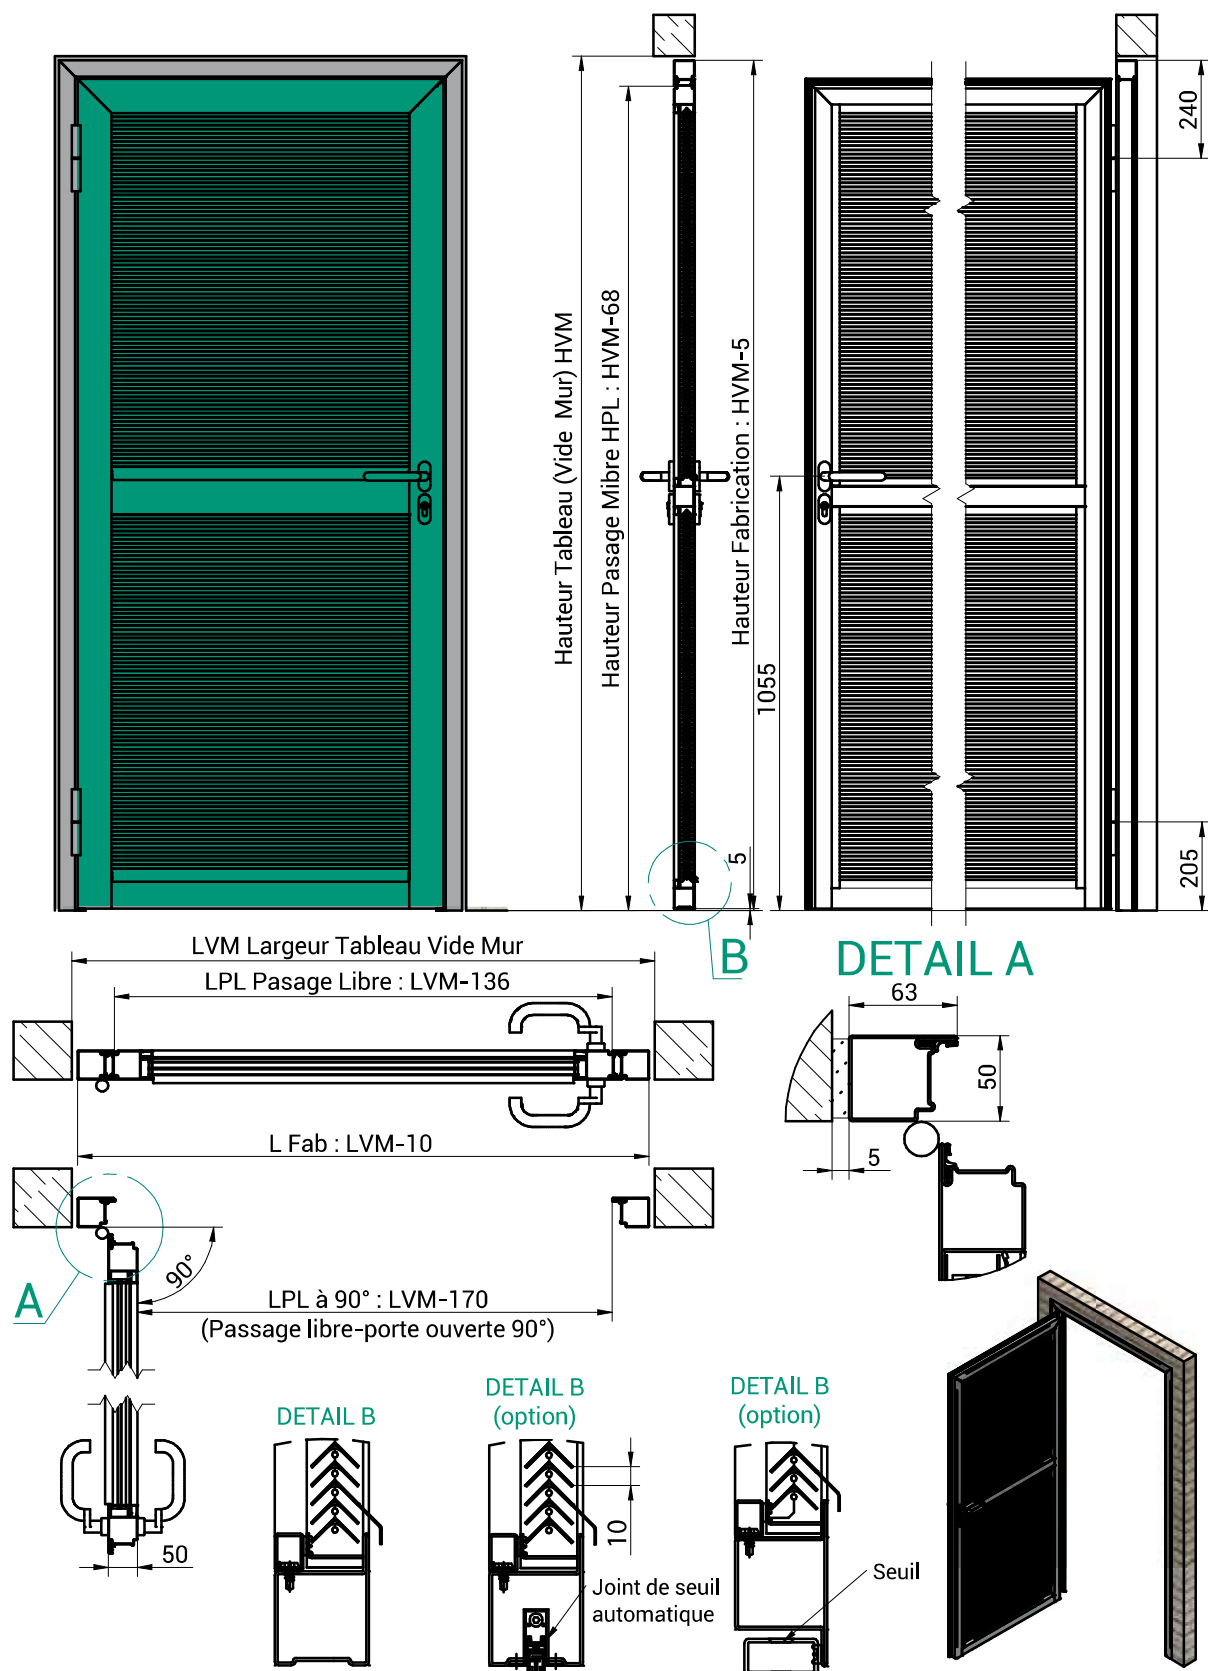 Hauteur Tableau (Vide Mur) HVM
Hauteur Pasage Mibre HPL : HVM-68
Hauteur Fabrication : HVM-5
1055
5
240
205
B
LVM Largeur Tableau Vide Mur
LPL Pasage Libre : LVM-136
L Fab : LVM-10
DETAIL A
63
50
5
A
90°
LPL à 90° : LVM-170
(Passage libre-porte ouverte 90°)
50
DETAIL B
DETAIL B
(option)
10
Joint de seuil
automatique
DETAIL B
(option)
Seuil